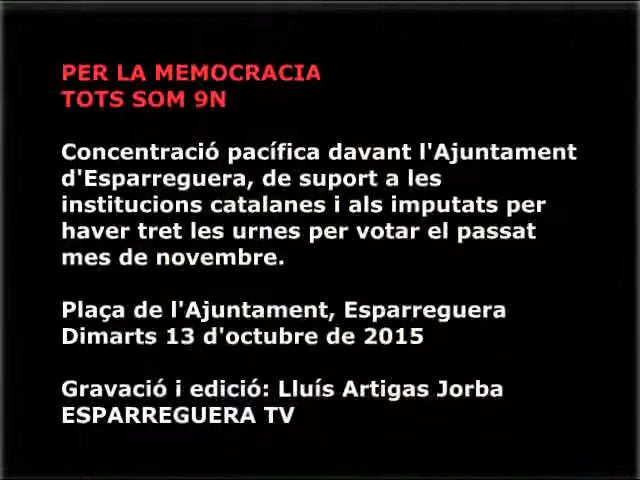 PER LA MEMOCRACIA
TOTS SOM 9N
Concentració pacífica davant l'Ajuntament
d'Esparreguera, de suport a les
institucions catalanes i als imputats per
haver tret les urnes per votar el passat
mes de novembre.
Plaça de l'Ajuntament, Esparreguera
Dimarts 13 d'octubre de 2015
Gravació i edició: Lluís Artigas Jorba
ESPARREGUERA TV